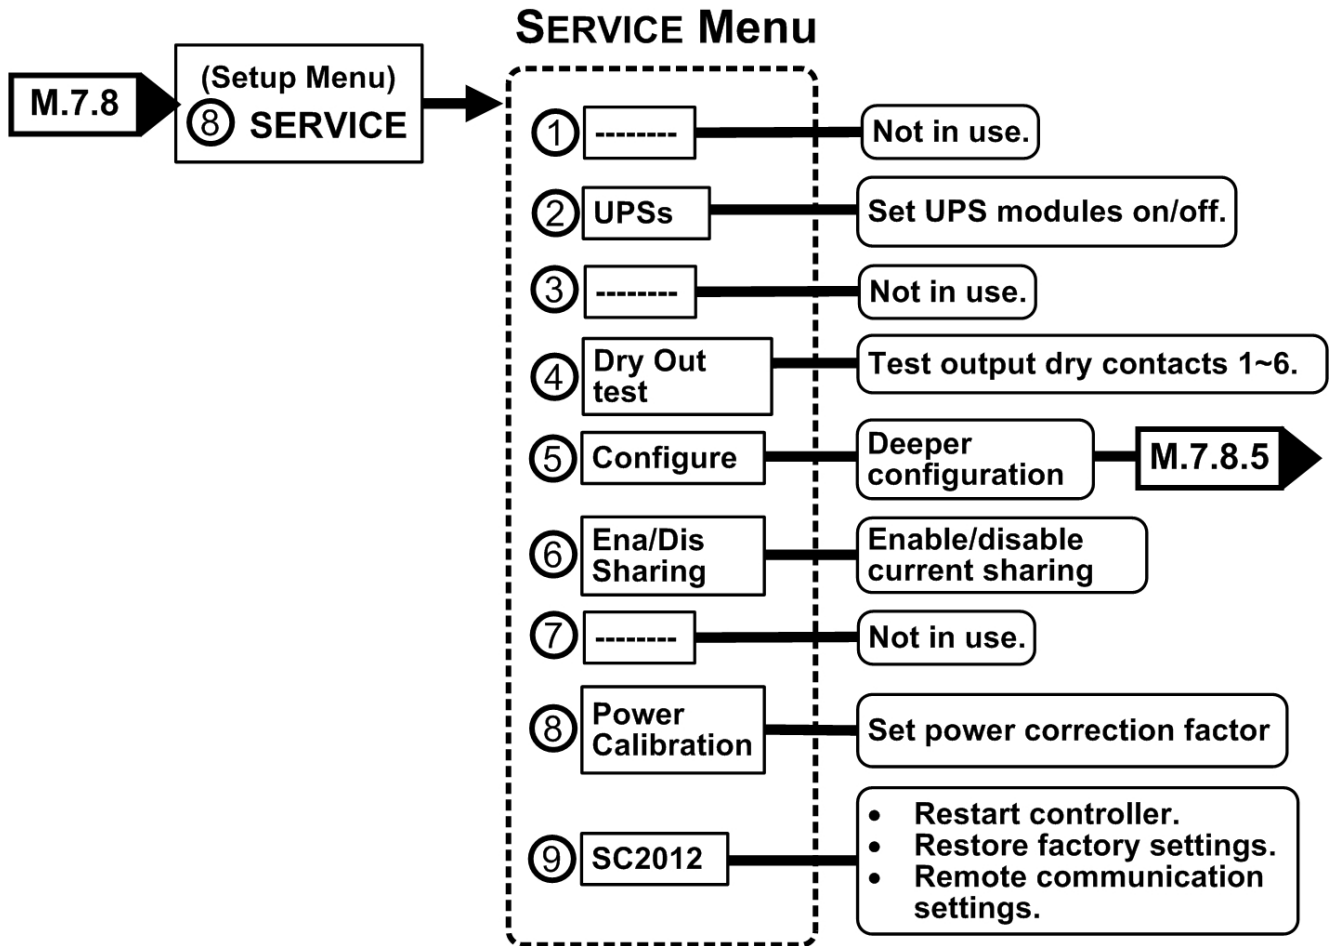 SERVICE Menu
M.7.8
(Setup Menu)
⑧ SERVICE
① --------
Not in use.
② UPSs
Set UPS modules on/off.
③ --------
Not in use.
④ Dry Out
test
Test output dry contacts 1~6.
⑤ Configure
Deeper
configuration
M.7.8.5
⑥ Ena/Dis
Sharing
Enable/disable
current sharing
⑦ --------
Not in use.
⑧ Power
Calibration
Set power correction factor
⑨ SC2012
• Restart controller.
• Restore factory settings.
• Remote communication
settings.